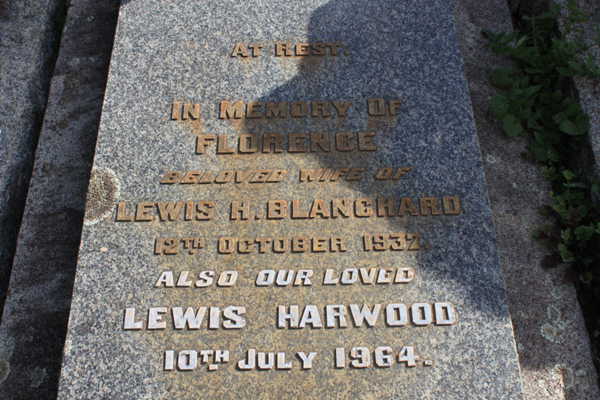 AT REST.
IN MEMORY OF
FLORENCE
BELOVED WIFE OF
LEWIS H. BLANCHARD
12TH OCTOBER 1937.
ALSO OUR LOVED
LEWIS HARWOOD
10TH JULY 1964.